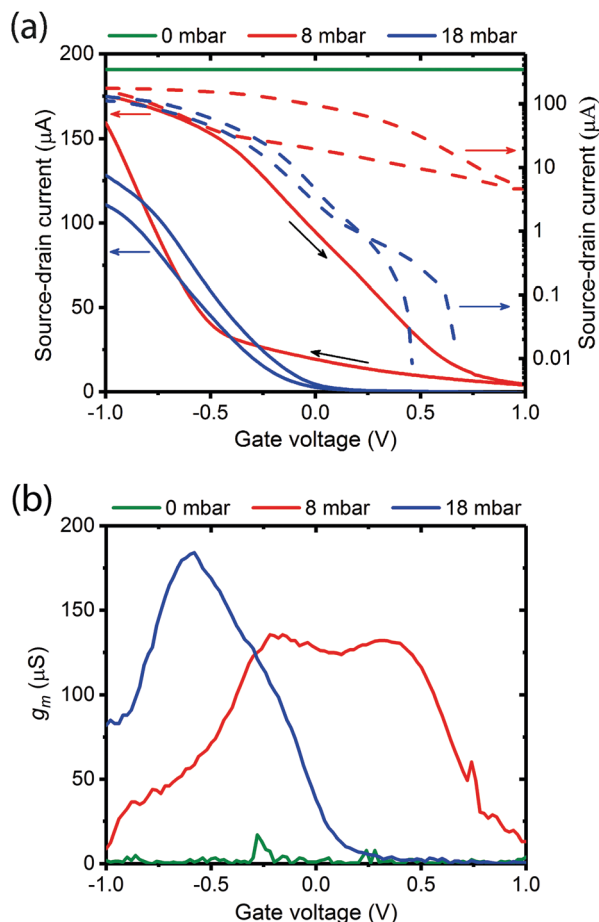 (a)
0 mbar 8 mbar 18 mbar
200
150
100
50
0
Source-drain current (µA)
100
10
1
0.1
0.01
Source-drain current (µA)
-1.0 -0.5 0.0 0.5 1.0
Gate voltage (V)
(b)
0 mbar 8 mbar 18 mbar
200
150
100
50
0
gm (µS)
-1.0 -0.5 0.0 0.5 1.0
Gate voltage (V)